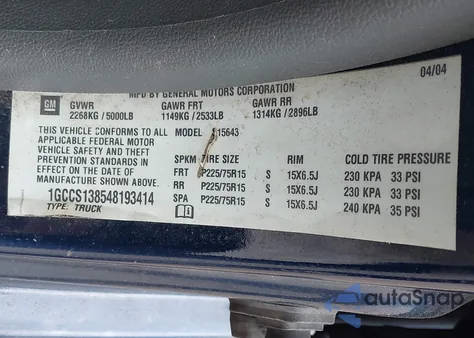 MFD BY GENERAL MOTORS CORPORATION 04/04
GM GVWR GAWR FRT GAWR RR
2268KG/5000LB 1149KG/2533LB 1314KG/2896LB
THIS VEHICLE CONFORMS TO ALL
APPLICABLE FEDERAL MOTOR
VEHICLE SAFETY AND THEFT
PREVENTION STANDARDS IN
EFFECT ON THE DATE OF
MANUFACTURE SHOWN ABOVE.
1GCCS138548193414
TYPE: TRUCK
MODEL: 15643
SPKM TIRE SIZE RIM COLD TIRE PRESSURE
FRT P225/75R15 S 15X6.5J 230 KPA 33 PSI
RR P225/75R15 S 15X6.5J 230 KPA 33 PSI
SPA P225/75R15 S 15X6.5J 240 KPA 35 PSI
autoSnap